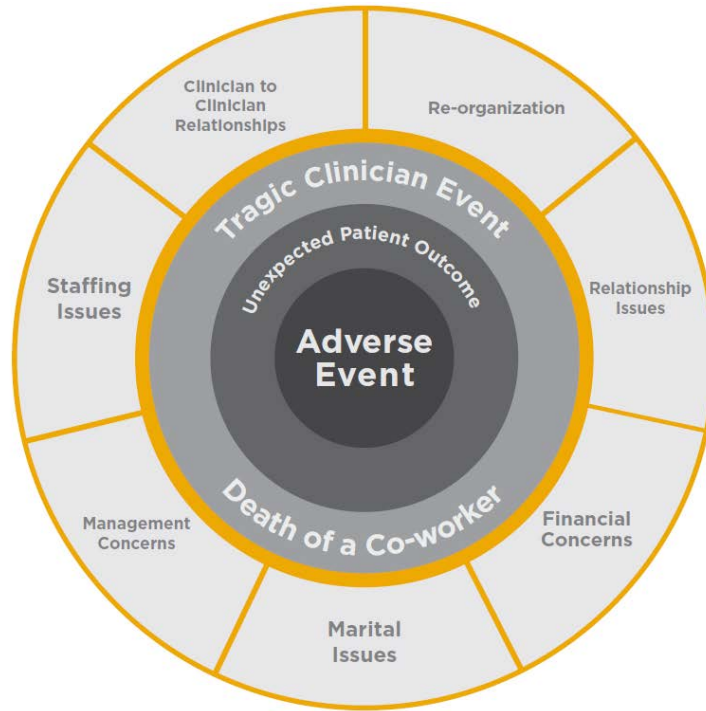 Clinician to
Clinician
Relationships
Re-organization
Tragic Clinician Event
Unexpected Patient Outcome
Staffing
Issues
Relationship
Issues
Adverse
Event
Death of a Co-worker
Management
Concerns
Financial
Concerns
Marital
Issues